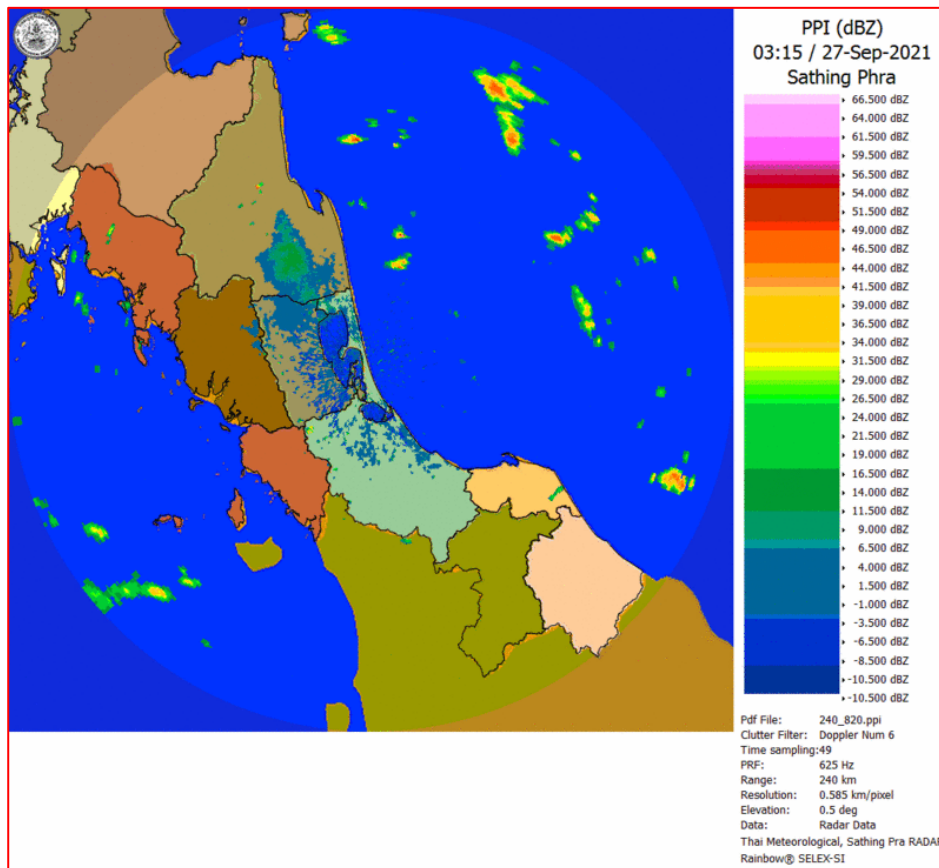 PPI (dBZ)
03:15 / 27-Sep-2021
Sathing Phra
66.500 dBZ
64.000 dBZ
61.500 dBZ
59.500 dBZ
56.500 dBZ
54.000 dBZ
51.500 dBZ
49.000 dBZ
46.500 dBZ
44.000 dBZ
41.500 dBZ
39.000 dBZ
36.500 dBZ
34.000 dBZ
31.500 dBZ
29.000 dBZ
26.500 dBZ
24.000 dBZ
21.500 dBZ
19.000 dBZ
16.500 dBZ
14.000 dBZ
11.500 dBZ
9.000 dBZ
6.500 dBZ
4.000 dBZ
1.500 dBZ
-1.000 dBZ
-3.500 dBZ
-6.500 dBZ
-8.500 dBZ
-10.500 dBZ
-10.500 dBZ
Pdf File: 240_820.ppi
Clutter Filter: Doppler Num 6
Time sampling:49
PRF: 625 Hz
Range: 240 km
Resolution: 0.585 km/pixel
Elevation: 0.5 deg
Data: Radar Data
Thai Meteorological, Sathing Pra RADAR
Rainbow® SELEX-SI